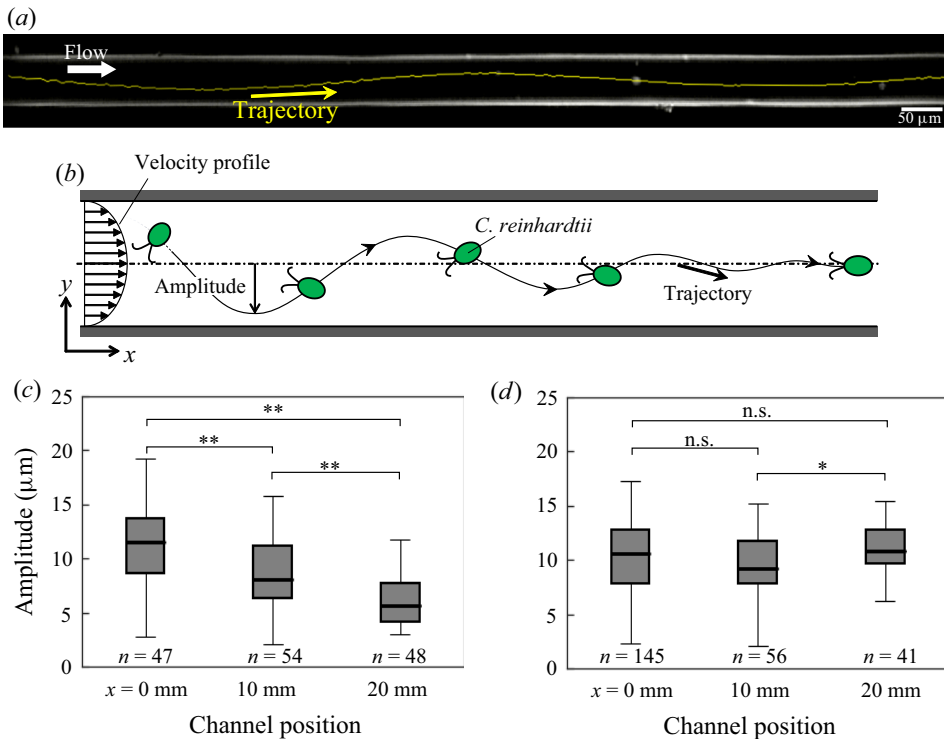 (a)
Flow
Trajectory
50 μm
(b)
Velocity profile
C. reinhardtii
Amplitude
Trajectory
y
x
(c)
25
20
15
10
5
0
Amplitude (μm)
**
**
**
n = 47
n = 54
n = 48
x = 0 mm
10 mm
20 mm
Channel position
(d)
25
20
15
10
5
0
n.s.
n.s.
*
n = 145
n = 56
n = 41
x = 0 mm
10 mm
20 mm
Channel position